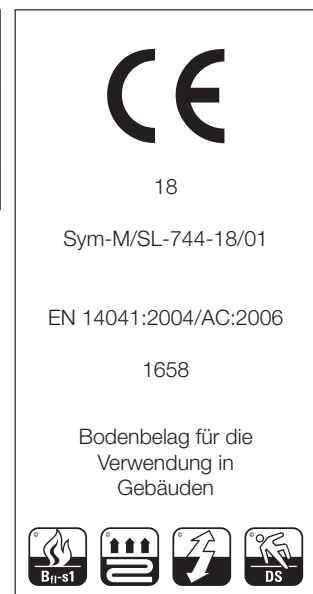 CE
18
Sym-M/SL-744-18/01
EN 14041:2004/AC:2006
1658
Bodenbelag für die
Verwendung in
Gebäuden
Bfl-s1
DS